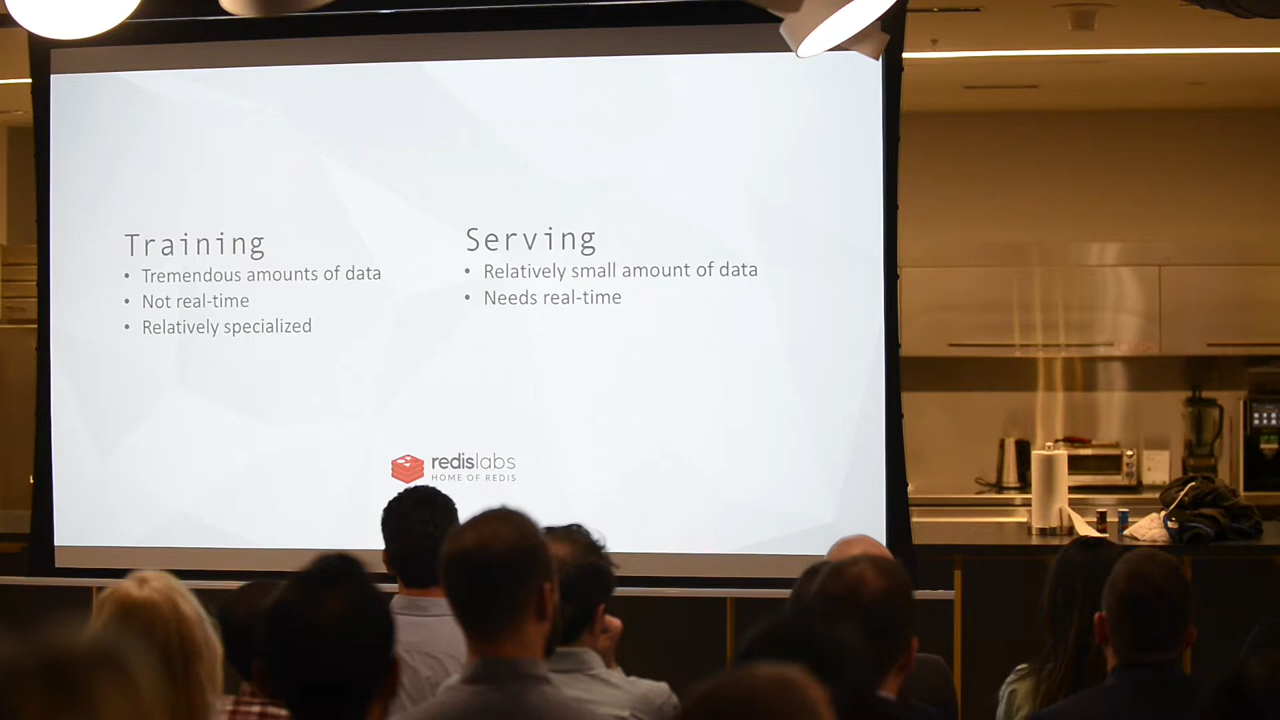 Training
• Tremendous amounts of data
• Not real-time
• Relatively specialized
Serving
• Relatively small amount of data
• Needs real-time
redislabs
HOME OF REDIS